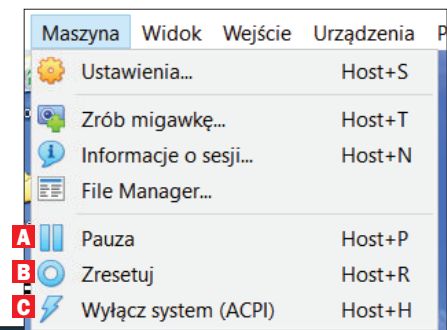 Maszyna Widok Wejście Urządzenia P
Ustawienia... Host+S
Zrób migawkę... Host+T
Informacje o sesji... Host+N
File Manager...
A Pauza Host+P
B Zresetuj Host+R
C Wyłącz system (ACPI) Host+H